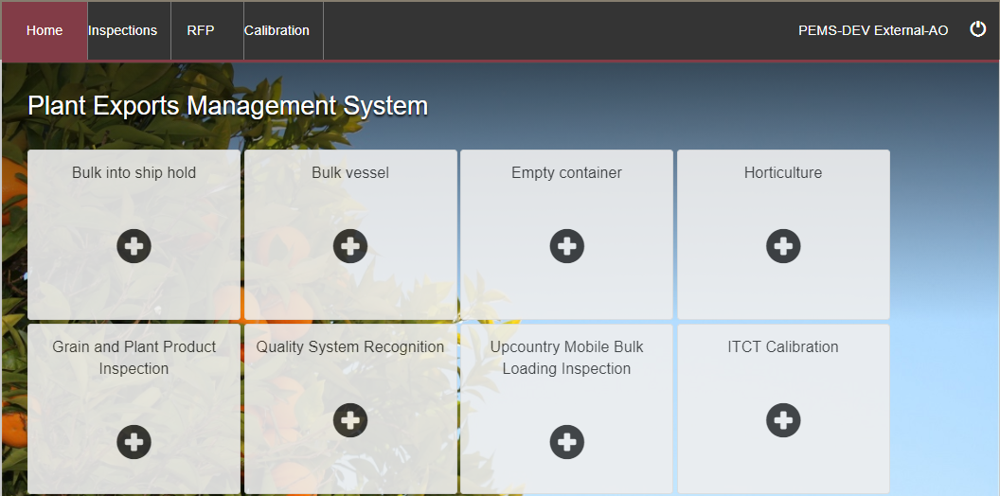 Home Inspections RFP Calibration PEMS-DEV External-AO
Plant Exports Management System
Bulk into ship hold
Bulk vessel
Empty container
Horticulture
Grain and Plant Product
Inspection
Quality System Recognition
Upcountry Mobile Bulk
Loading Inspection
ITCT Calibration